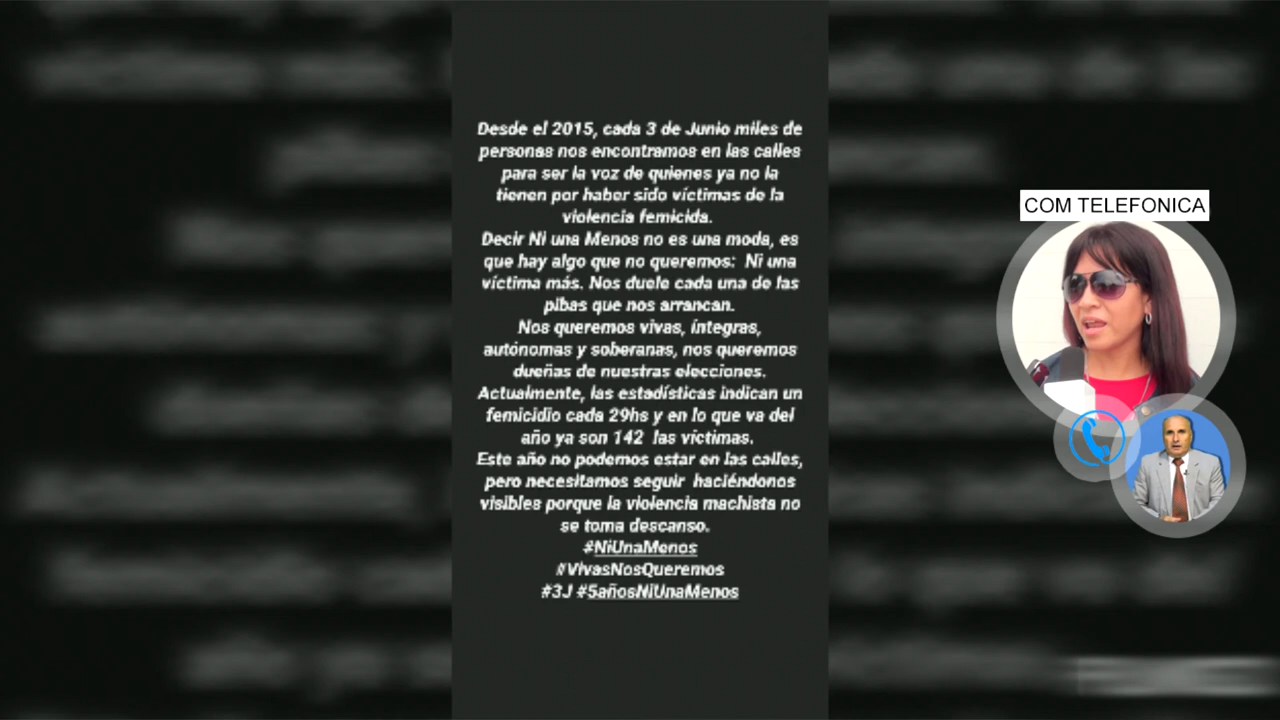 Desde el 2015, cada 3 de Junio miles de
personas nos encontramos en las calles
para ser la voz de quienes ya no la
tienen por haber sido víctimas de la
violencia femicida.
Decir Ni una Menos no es una moda, es
que hay algo que no queremos: Ni una
víctima más. Nos duele cada una de las
pibas que nos arrancan.
Nos queremos vivas, íntegras,
autónomas y soberanas, nos queremos
dueñas de nuestras elecciones.
Actualmente, las estadísticas indican un
femicidio cada 29hs y en lo que va del
año ya son 142 las víctimas.
Este año no podemos estar en las calles,
pero necesitamos seguir haciéndonos
visibles porque la violencia machista no
se toma descanso.
#NiUnaMenos
#VivasNosQueremos
#3J #5añosNiUnaMenos
COM TELEFONICA